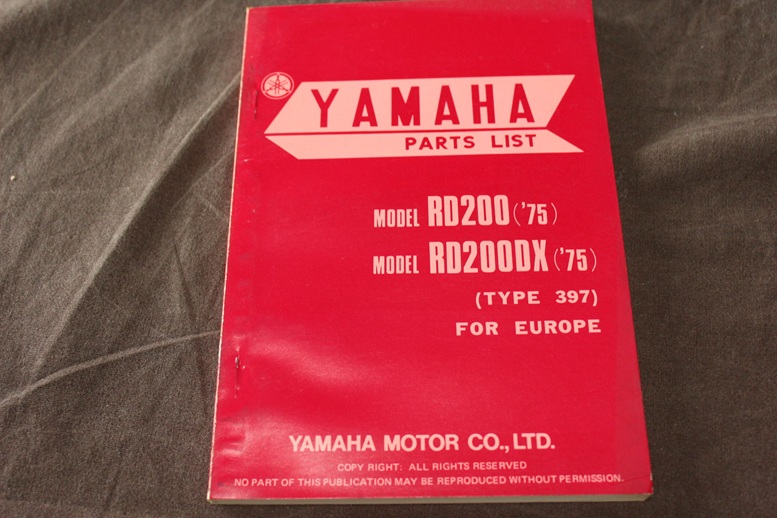 YAMAHA
PARTS LIST
MODEL RD200 ('75)
MODEL RD200DX ('75)
(TYPE 397)
FOR EUROPE
YAMAHA MOTOR CO., LTD.
COPY RIGHT: ALL RIGHTS RESERVED
NO PART OF THIS PUBLICATION MAY BE REPRODUCED WITHOUT PERMISSION.